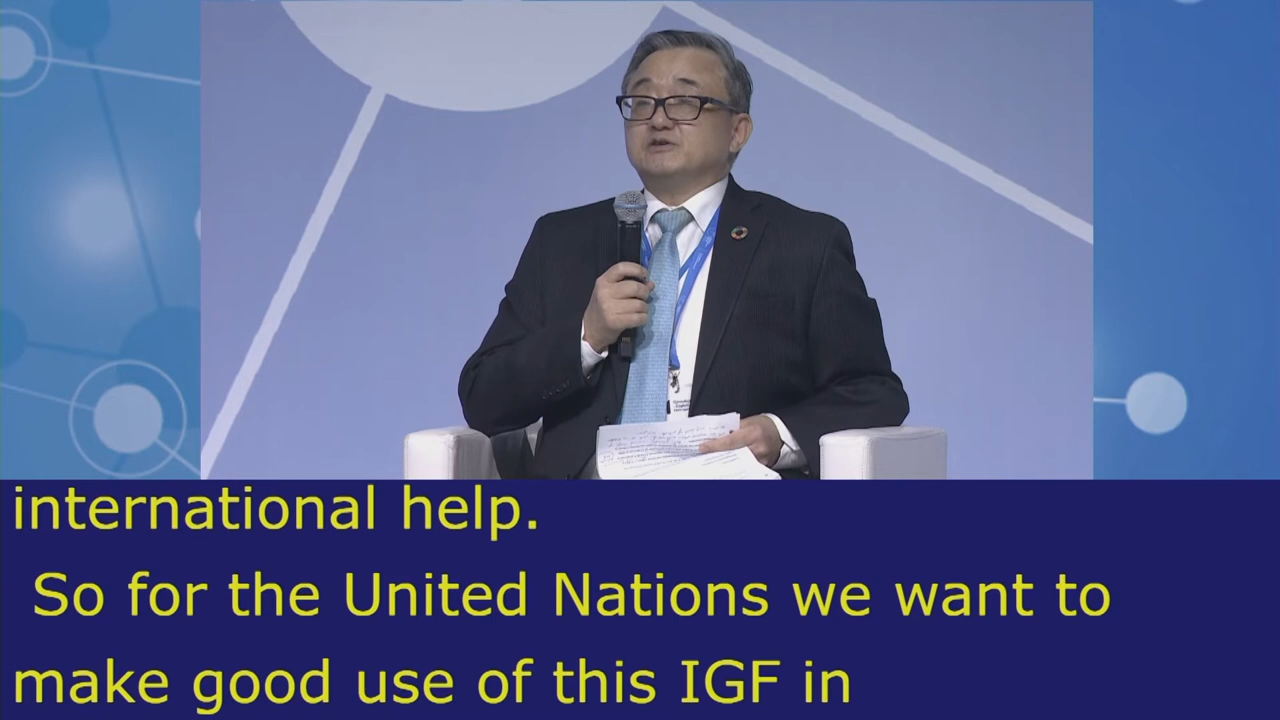 international help.
So for the United Nations we want to
make good use of this IGF in